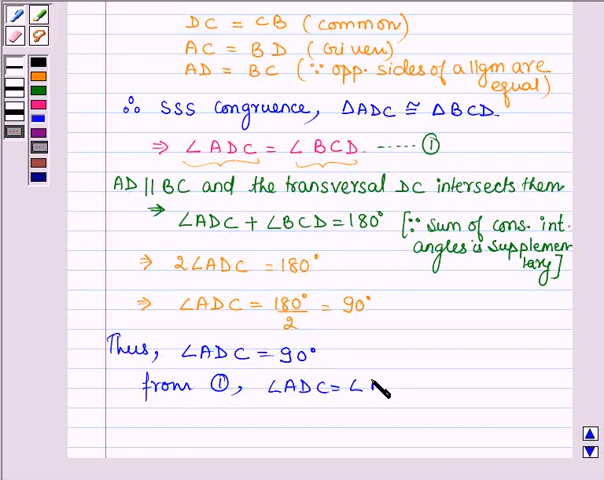 DC = CB (common)
AC = BD (Given)
AD = BC (∵ opp. sides of a llgm are equal)
∴ SSS congruence, △ADC ≅ △BCD.
⇒ ∠ADC = ∠BCD. ----- ①
AD || BC and the transversal DC intersects them
⇒
∠ADC + ∠BCD = 180° [∵ sum of cons. int. angles is supplementary]
⇒ 2∠ADC = 180°
⇒ ∠ADC = 180°/2 = 90°
Thus, ∠ADC = 90°
from ①, ∠ADC = ∠